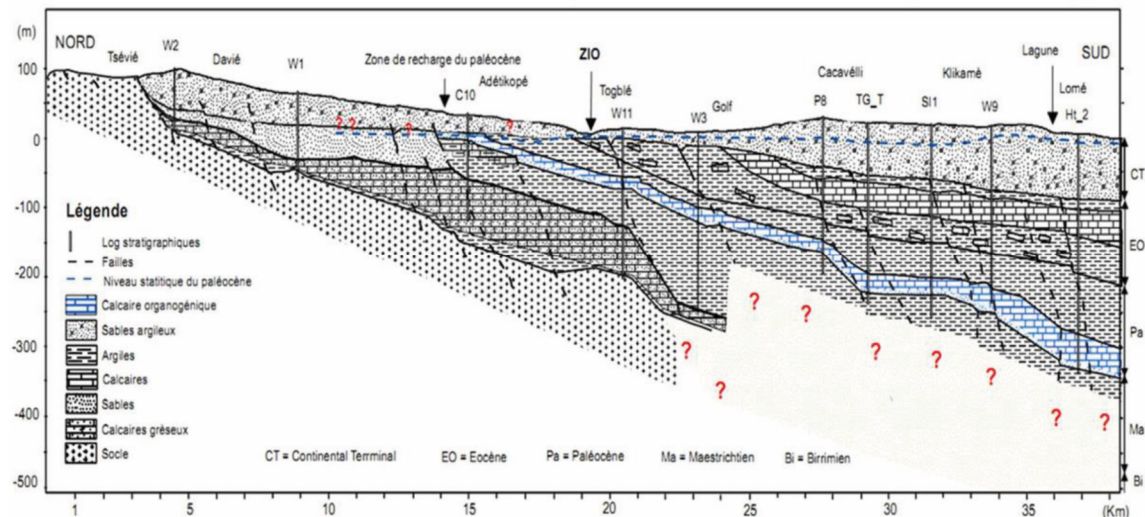 (m)
NORD
Tsévié
W2
Davié
W1
Zone de recharge du paléocène
C10
Adétikopé
ZIO
Togblé
W11
W3
Golf
Cacavélli
P8
TG_T
SI1
Klikamê
W9
Lagune
SUD
Lomé
Ht_2
100
0
-100
-200
-300
-400
-500
? ? ? ?
CT
EO
Pa
Ma
Bi
Légende
Log stratigraphiques
Failles
Niveau statitique du paléocène
Calcaire organogénique
Sables argileux
Argiles
Calcaires
Sables
Calcaires grèseux
Socle
? ? ? ? ? ? ? ? ?
CT = Continental Terrminal
EO = Eocène
Pa = Paléocène
Ma = Maestrichtien
Bi = Birrimien
1 5 10 15 20 25 30 35 (Km)